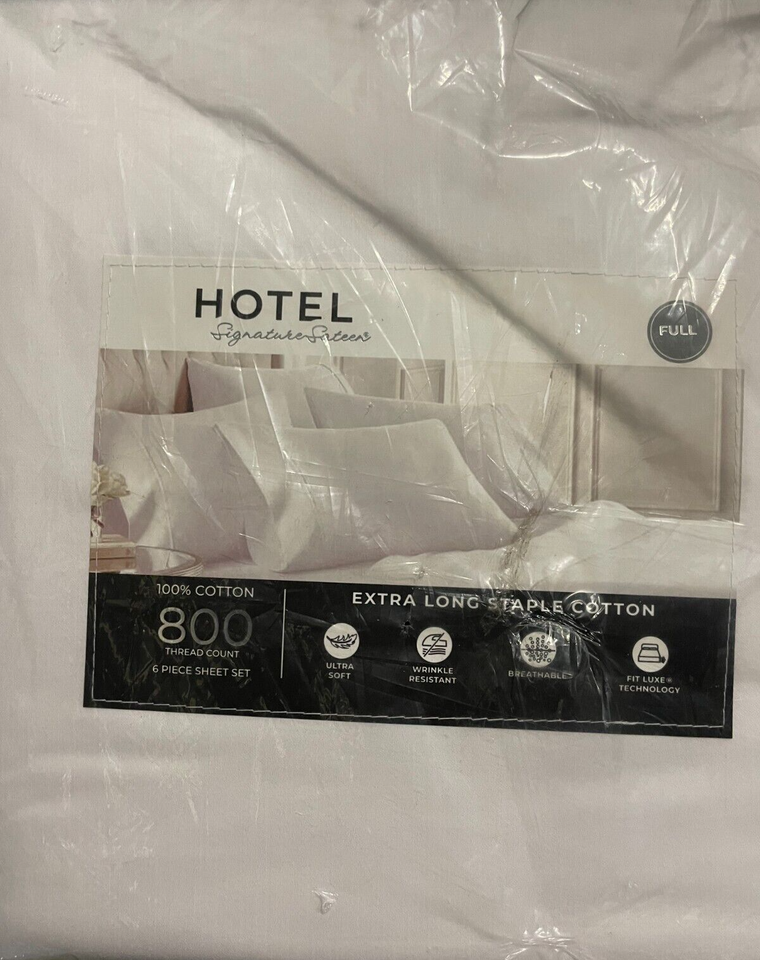 HOTEL
Signature Sateen®
FULL
100% COTTON
800
THREAD COUNT
6 PIECE SHEET SET
EXTRA LONG STAPLE COTTON
ULTRA
SOFT
WRINKLE
RESISTANT
BREATHABLE
FIT LUXE®
TECHNOLOGY